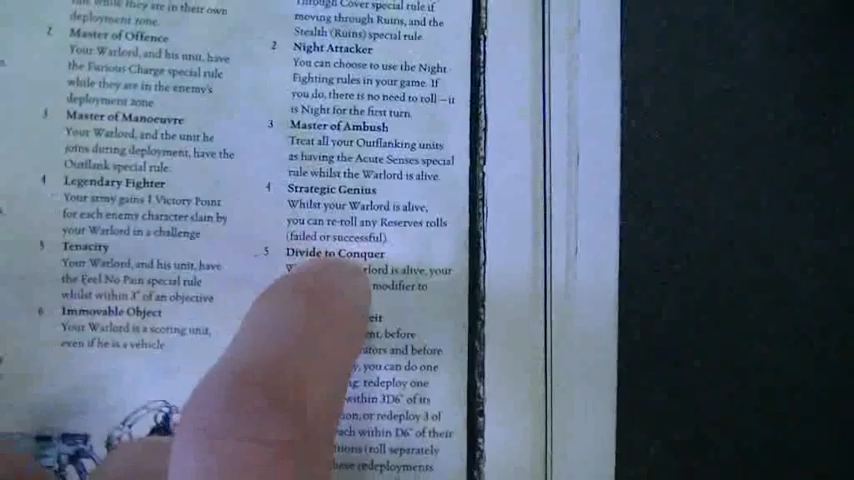 while they are in their own
deployment zone.
2 Master of Offence
Your Warlord, and his unit, have
the Furious Charge special rule
while they are in the enemy's
deployment zone
3 Master of Manoeuvre
Your Warlord, and the unit he
joins during deployment, have the
Outflank special rule.
4 Legendary Fighter
Your army gains 1 Victory Point
for each enemy character slain by
your Warlord in a challenge
5 Tenacity
Your Warlord, and his unit, have
the Feel No Pain special rule
whilst within 3" of an objective
6 Immovable Object
Your Warlord is a scoring unit,
even if he is a vehicle
Through Cover special rule if
moving through Ruins, and the
Stealth (Ruins) special rule.
2 Night Attacker
You can choose to use the Night
Fighting rules in your game. If
you do, there is no need to roll – it
is Night for the first turn.
3 Master of Ambush
Treat all your Outflanking units
as having the Acute Senses special
rule whilst the Warlord is alive.
4 Strategic Genius
Whilst your Warlord is alive,
you can re-roll any Reserves rolls
(failed or successful).
5 Divide to Conquer
is alive, your
modifier to
before
and before
you can do one
redeploy one
within 3D6" of its
or redeploy 3 of
within D6" of their
(roll separately
redeployments